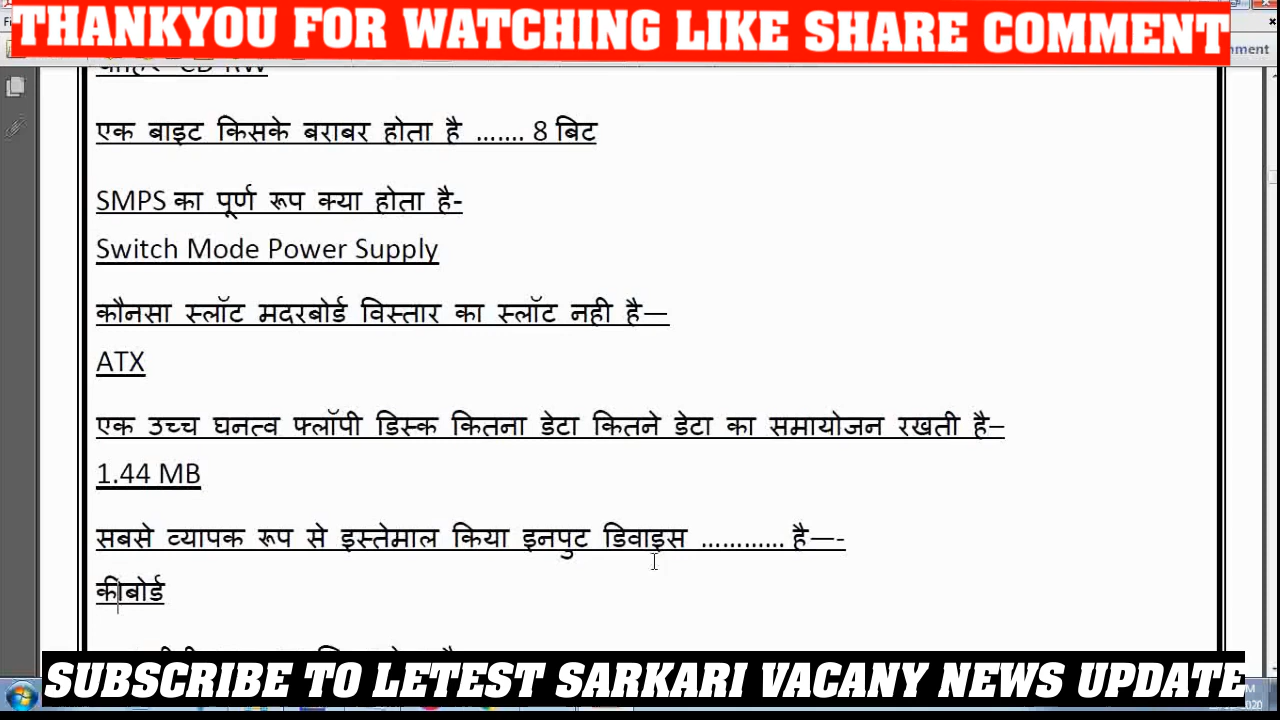 THANKYOU FOR WATCHING LIKE SHARE COMMENT
एक बाइट किसके बराबर होता है ....... 8 बिट
SMPS का पूर्ण रूप क्या होता है-
Switch Mode Power Supply
कौनसा स्लॉट मदरबोर्ड विस्तार का स्लॉट नही है—
ATX
एक उच्च घनत्व फ्लॉपी डिस्क कितना डेटा कितने डेटा का समायोजन रखती है–
1.44 MB
सबसे व्यापक रूप से इस्तेमाल किया इनपुट डिवाइस ............ है—-
कीबोर्ड
SUBSCRIBE TO LETEST SARKARI VACANY NEWS UPDATE